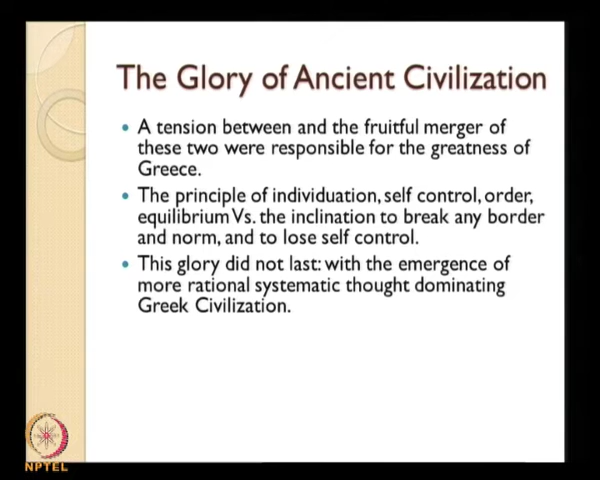 The Glory of Ancient Civilization
A tension between and the fruitful merger of
these two were responsible for the greatness of
Greece.
The principle of individuation, self control, order,
equilibrium Vs. the inclination to break any border
and norm, and to lose self control.
This glory did not last: with the emergence of
more rational systematic thought dominating
Greek Civilization.
NPTEL